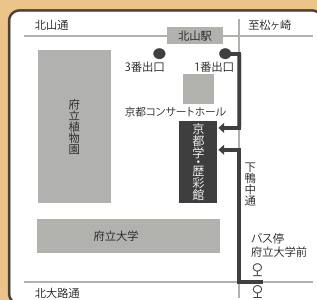 北山通
北山駅
至松ヶ崎
3番出口
1番出口
京都コンサートホール
府立植物園
京都学・歴彩館
下鴨中通
府立大学
バス停
府立大学前
北大路通